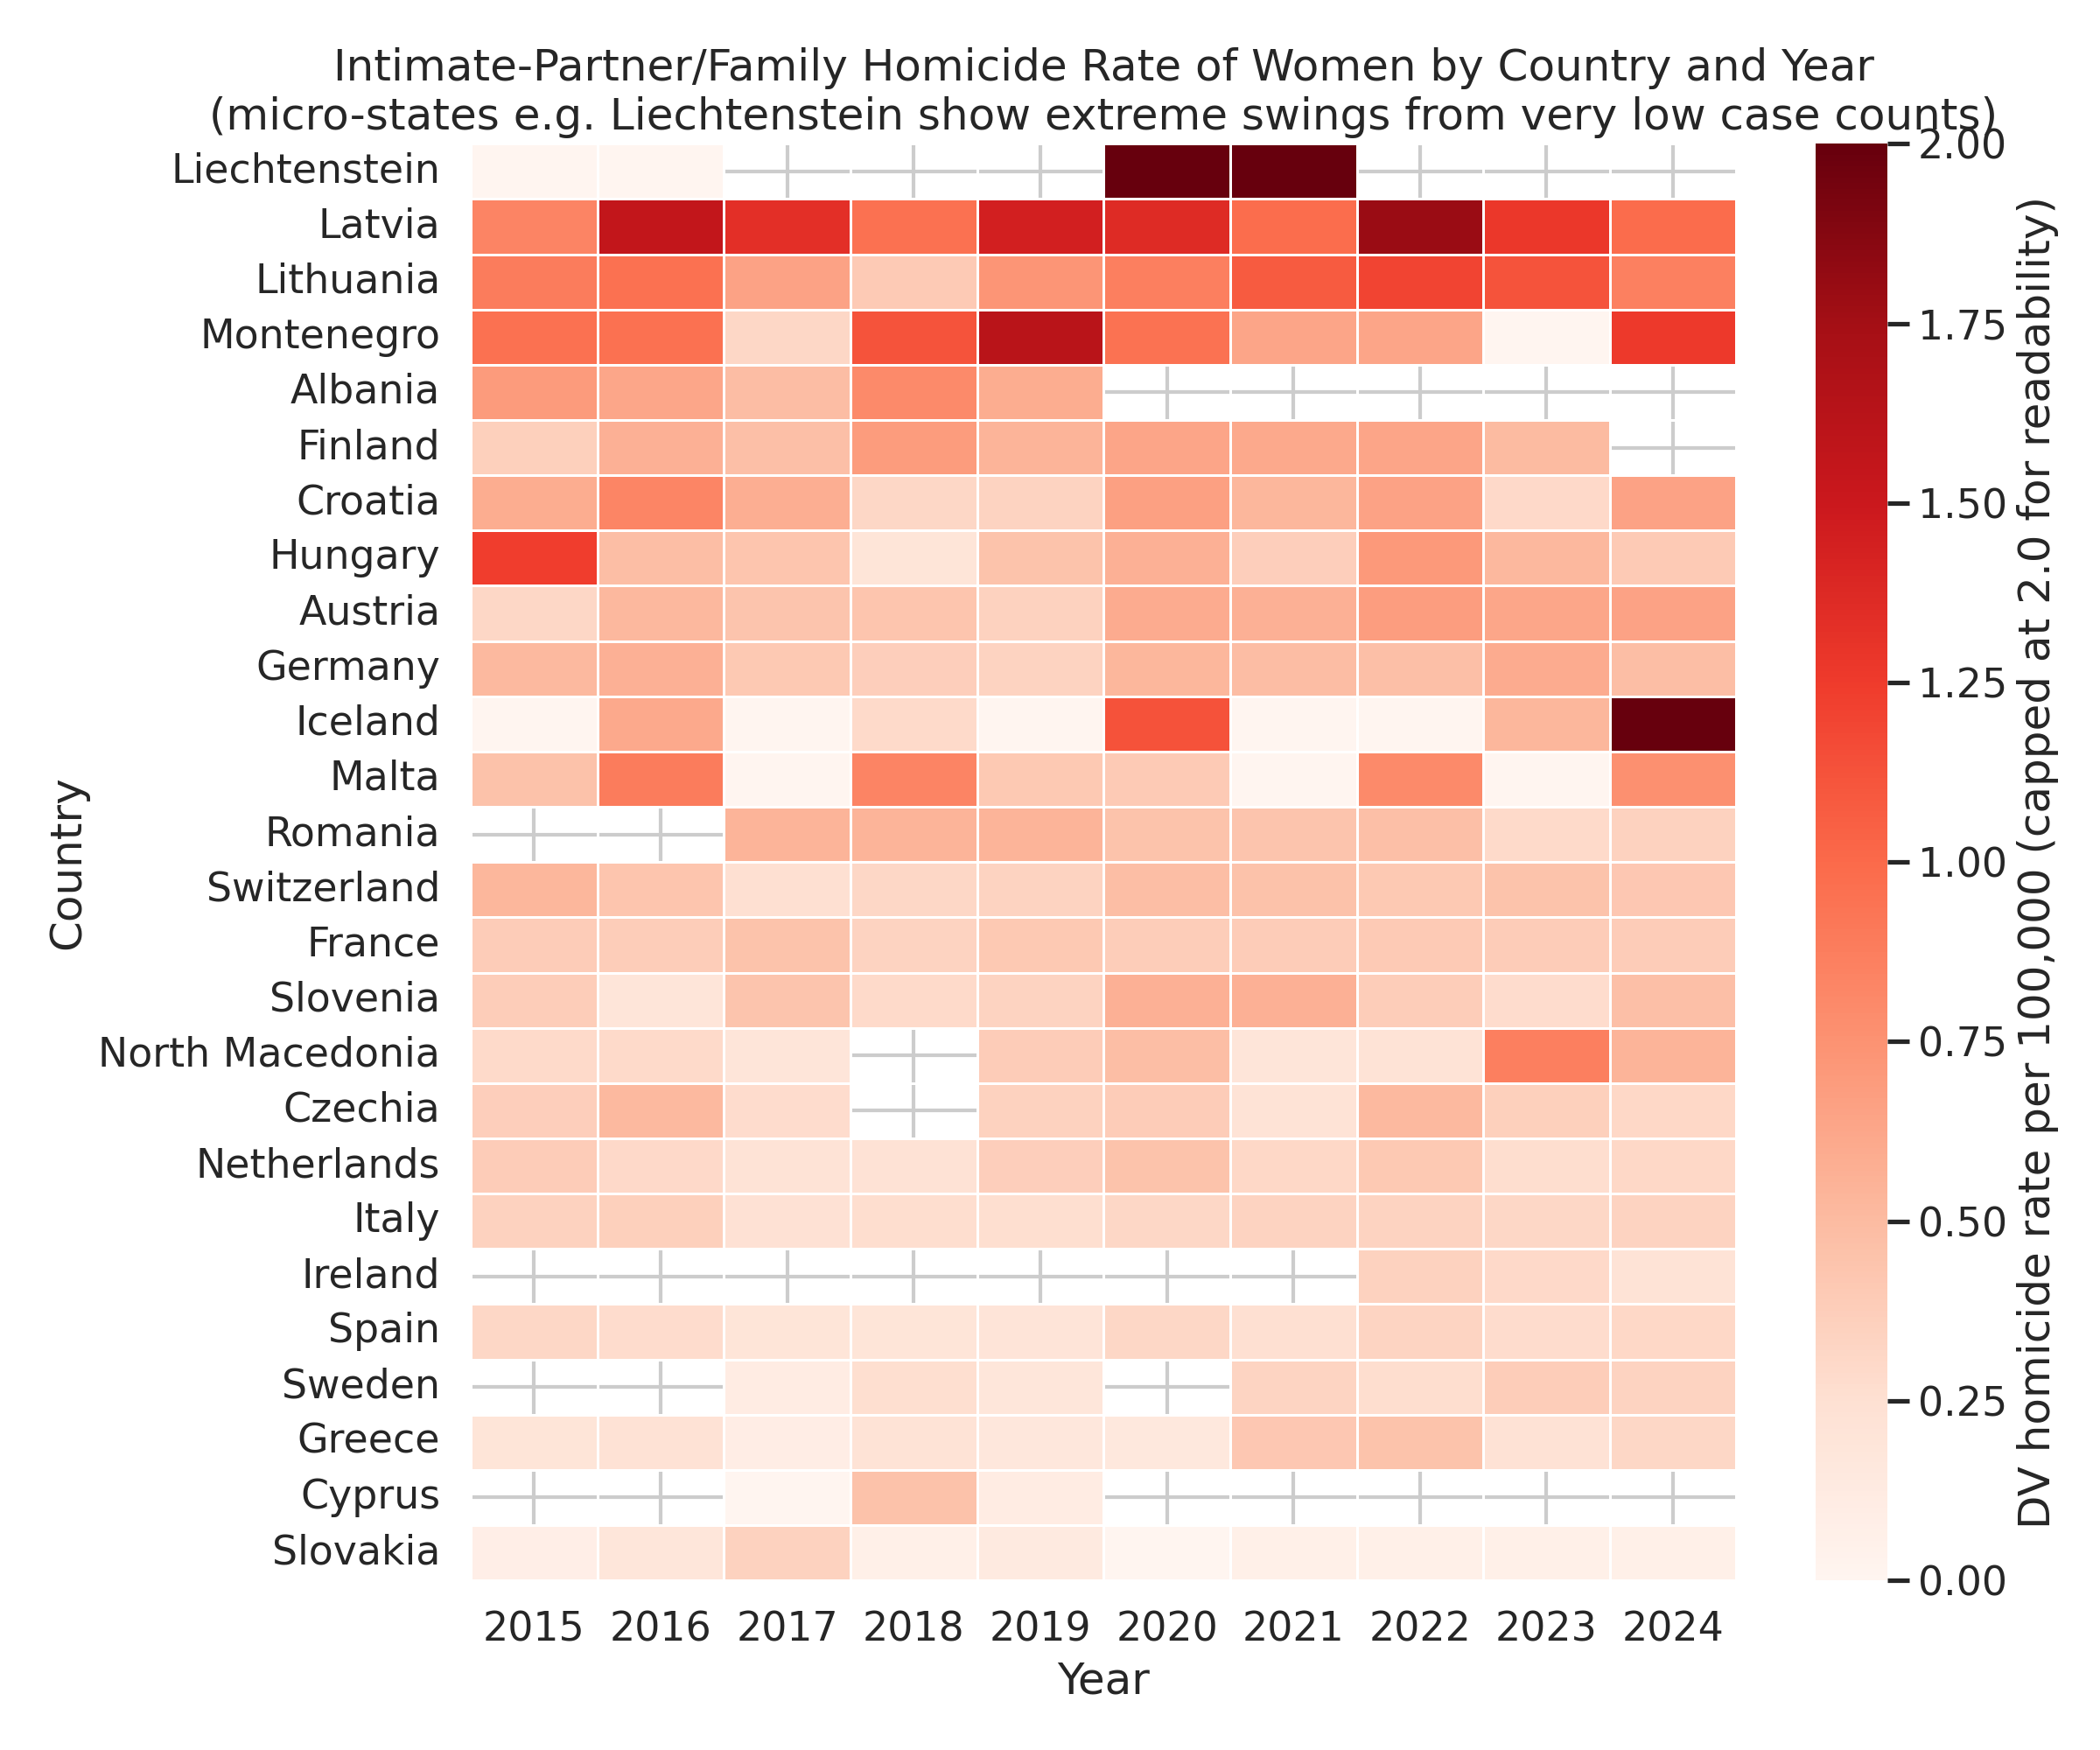 Intimate-Partner/Family Homicide Rate of Women by Country and Year
(micro-states e.g. Liechtenstein show extreme swings from very low case counts)
Country
Liechtenstein
Latvia
Lithuania
Montenegro
Albania
Finland
Croatia
Hungary
Austria
Germany
Iceland
Malta
Romania
Switzerland
France
Slovenia
North Macedonia
Czechia
Netherlands
Italy
Ireland
Spain
Sweden
Greece
Cyprus
Slovakia
2015 2016 2017 2018 2019 2020 2021 2022 2023 2024
Year
2.00
1.75
1.50
1.25
1.00
0.75
0.50
0.25
0.00
DV homicide rate per 100,000 (capped at 2.0 for readability)